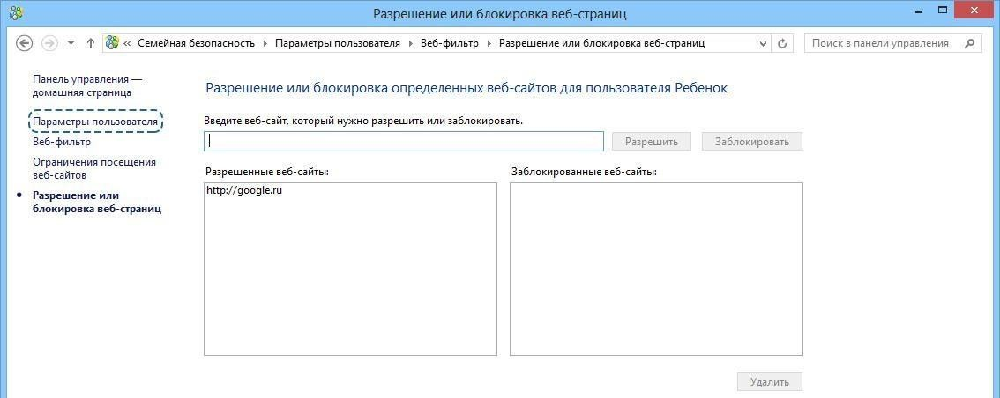 Разрешение или блокировка веб-страниц
« Семейная безопасность Параметры пользователя Веб-фильтр Разрешение или блокировка веб-страниц
Поиск в панели управления
Панель управления —
домашняя страница
Параметры пользователя
Веб-фильтр
Ограничения посещения
веб-сайтов
Разрешение или
блокировка веб-страниц
Разрешение или блокировка определенных веб-сайтов для пользователя Ребенок
Введите веб-сайт, который нужно разрешить или заблокировать.
Разрешить
Заблокировать
Разрешенные веб-сайты:
Заблокированные веб-сайты:
http://google.ru
Удалить